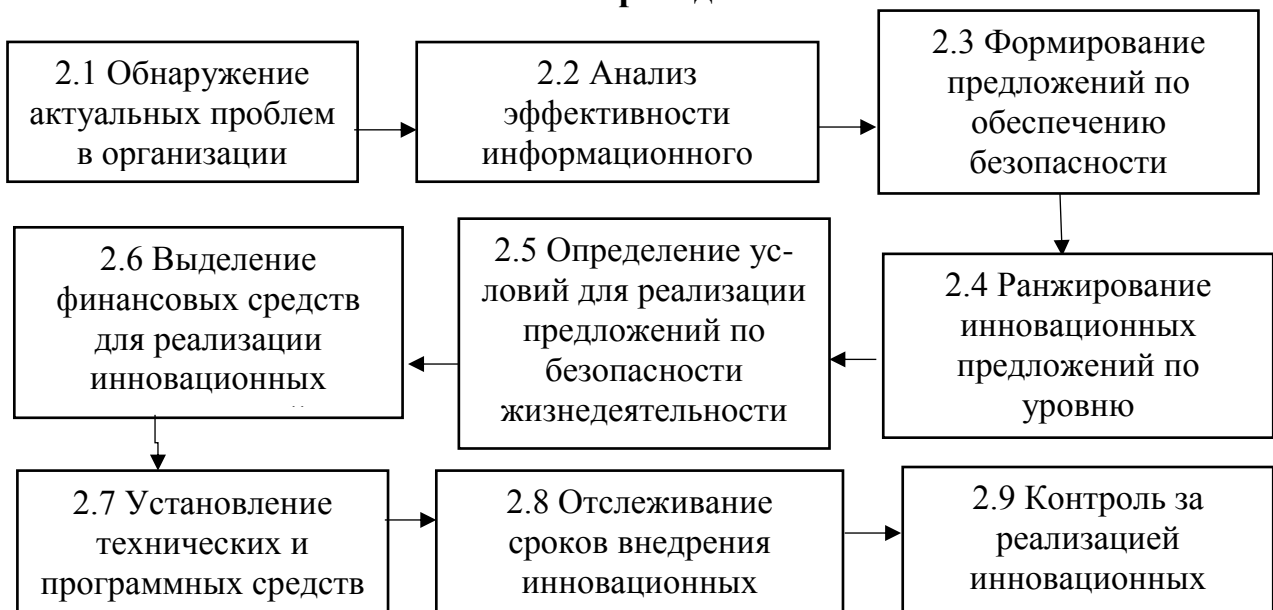 2.1 Обнаружение
актуальных проблем
в организации
2.2 Анализ
эффективности
информационного
2.3 Формирование
предложений по
обеспечению
безопасности
2.4 Ранжирование
инновационных
предложений по
уровню
2.5 Определение ус-
ловий для реализации
предложений по
безопасности
жизнедеятельности
2.6 Выделение
финансовых средств
для реализации
инновационных
2.7 Установление
технических и
программных средств
2.8 Отслеживание
сроков внедрения
инновационных
2.9 Контроль за
реализацией
инновационных